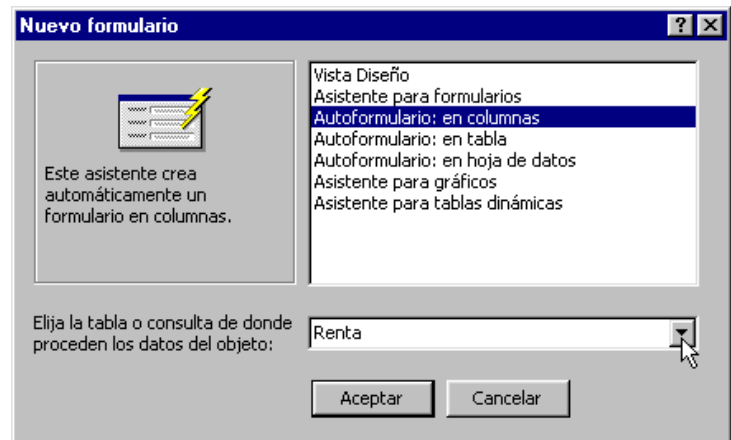 Nuevo formulario
Vista Diseño
Asistente para formularios
Autoformulario: en columnas
Autoformulario: en tabla
Autoformulario: en hoja de datos
Asistente para gráficos
Asistente para tablas dinámicas
Este asistente crea
automáticamente un
formulario en columnas.
Elija la tabla o consulta de donde
proceden los datos del objeto:
Renta
Aceptar
Cancelar